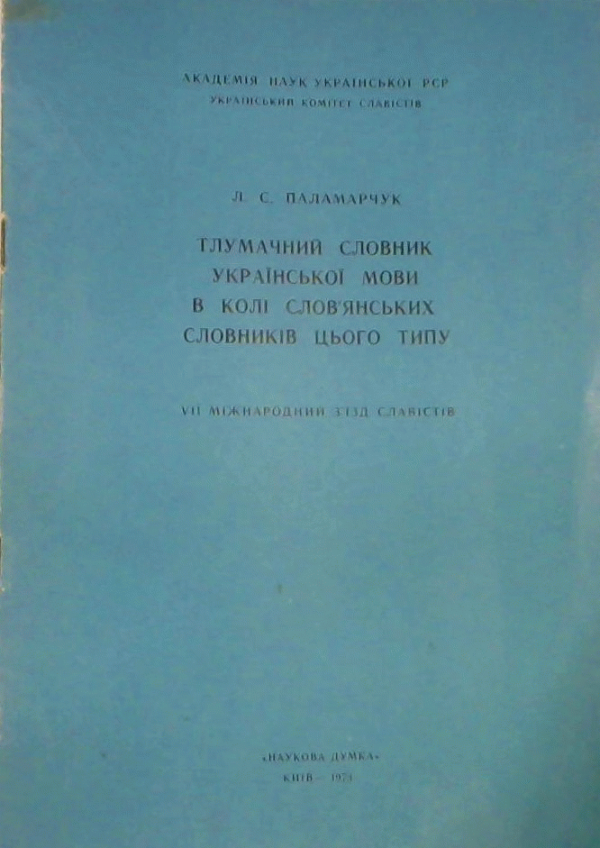 АКАДЕМІЯ НАУК УКРАЇНСЬКОЇ РСР
УКРАЇНСЬКИЙ КОМІТЕТ СЛАВІСТІВ
Л. С. ПАЛАМАРЧУК
ТЛУМАЧНИЙ СЛОВНИК
УКРАЇНСЬКОЇ МОВИ
В КОЛІ СЛОВ'ЯНСЬКИХ
СЛОВНИКІВ ЦЬОГО ТИПУ
VII МІЖНАРОДНИЙ З'ЇЗД СЛАВІСТІВ
«НАУКОВА ДУМКА»
КИЇВ — 1973